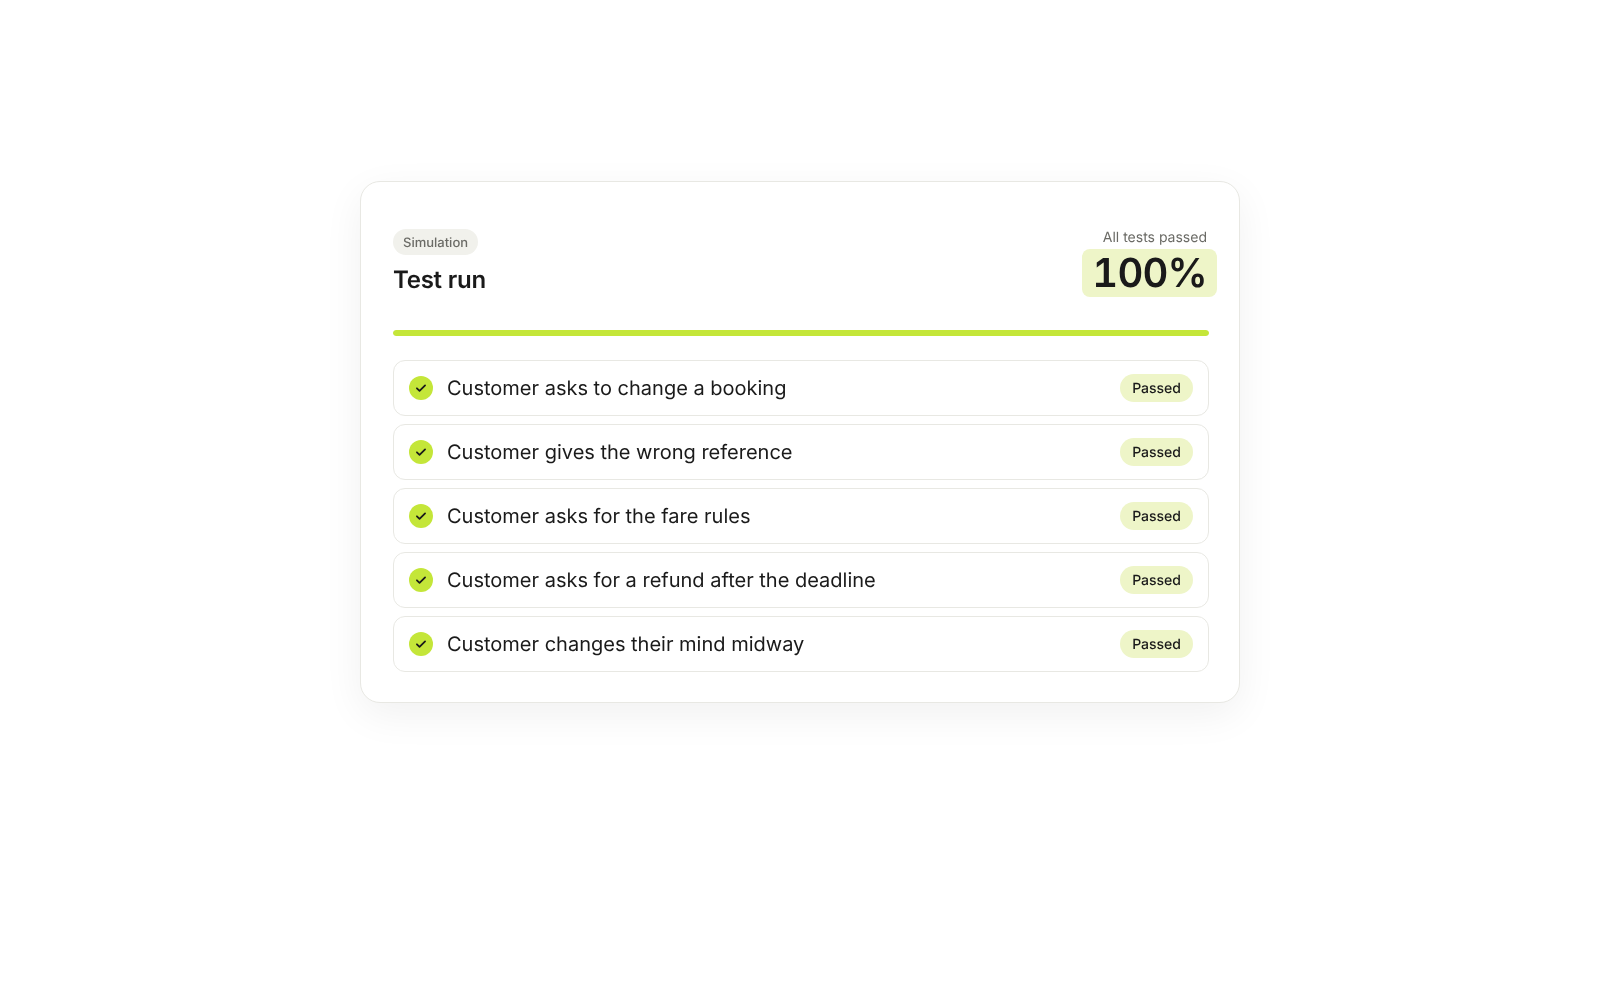 Simulation
Test run
All tests passed
100%
Customer asks to change a booking
Passed
Customer gives the wrong reference
Passed
Customer asks for the fare rules
Passed
Customer asks for a refund after the deadline
Passed
Customer changes their mind midway
Passed